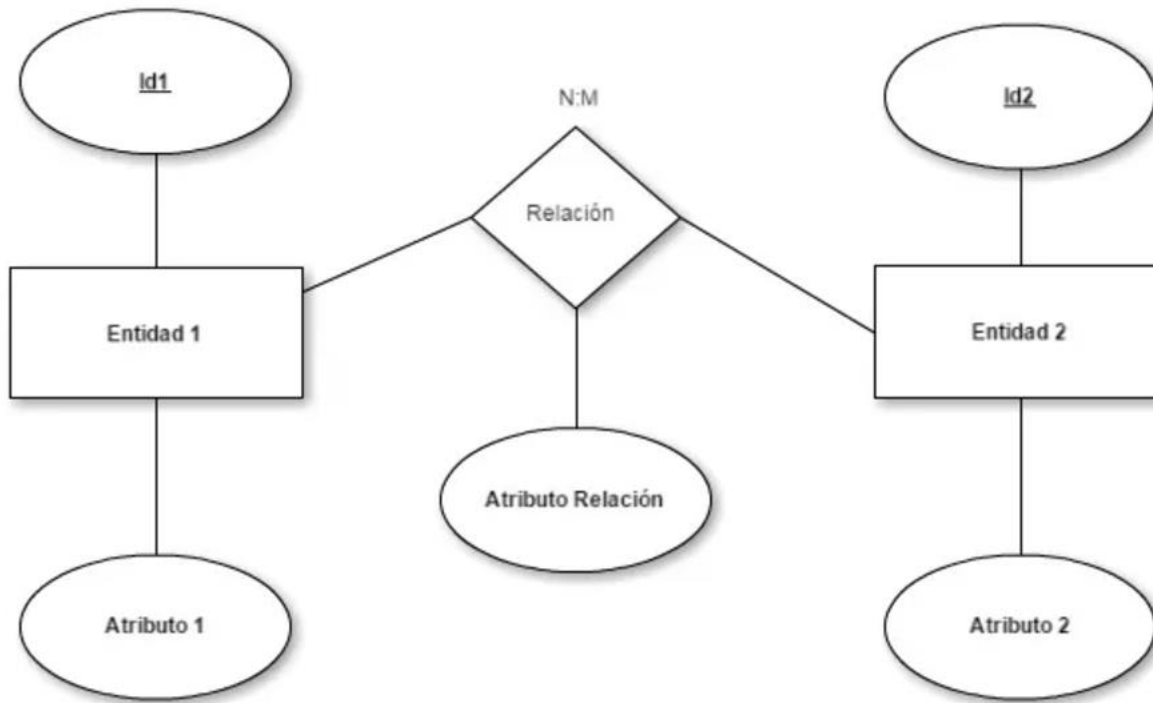 Id1
N:M
Id2
Relación
Entidad 1
Entidad 2
Atributo Relación
Atributo 1
Atributo 2